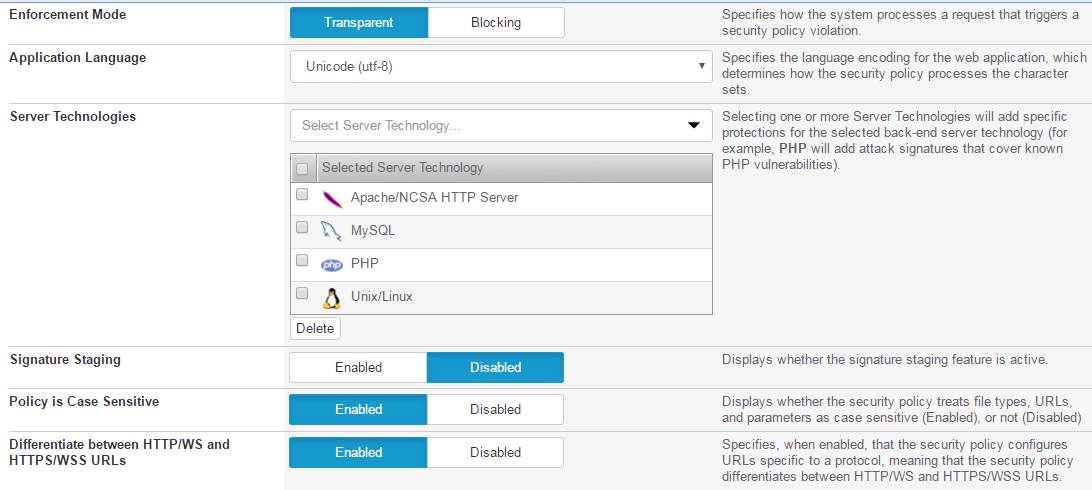 Enforcement Mode
Transparent
Blocking
Specifies how the system processes a request that triggers a
security policy violation.
Application Language
Unicode (utf-8)
Specifies the language encoding for the web application, which
determines how the security policy processes the character
sets.
Server Technologies
Select Server Technology...
Selected Server Technology
Apache/NCSA HTTP Server
MySQL
php
PHP
Unix/Linux
Delete
Selecting one or more Server Technologies will add specific
protections for the selected back-end server technology (for
example, PHP will add attack signatures that cover known
PHP vulnerabilities).
Signature Staging
Enabled
Disabled
Displays whether the signature staging feature is active.
Policy is Case Sensitive
Enabled
Disabled
Displays whether the security policy treats file types, URLs,
and parameters as case sensitive (Enabled), or not (Disabled)
Differentiate between HTTP/WS and
HTTPS/WSS URLs
Enabled
Disabled
Specifies, when enabled, that the security policy configures
URLs specific to a protocol, meaning that the security policy
differentiates between HTTP/WS and HTTPS/WSS URLs.